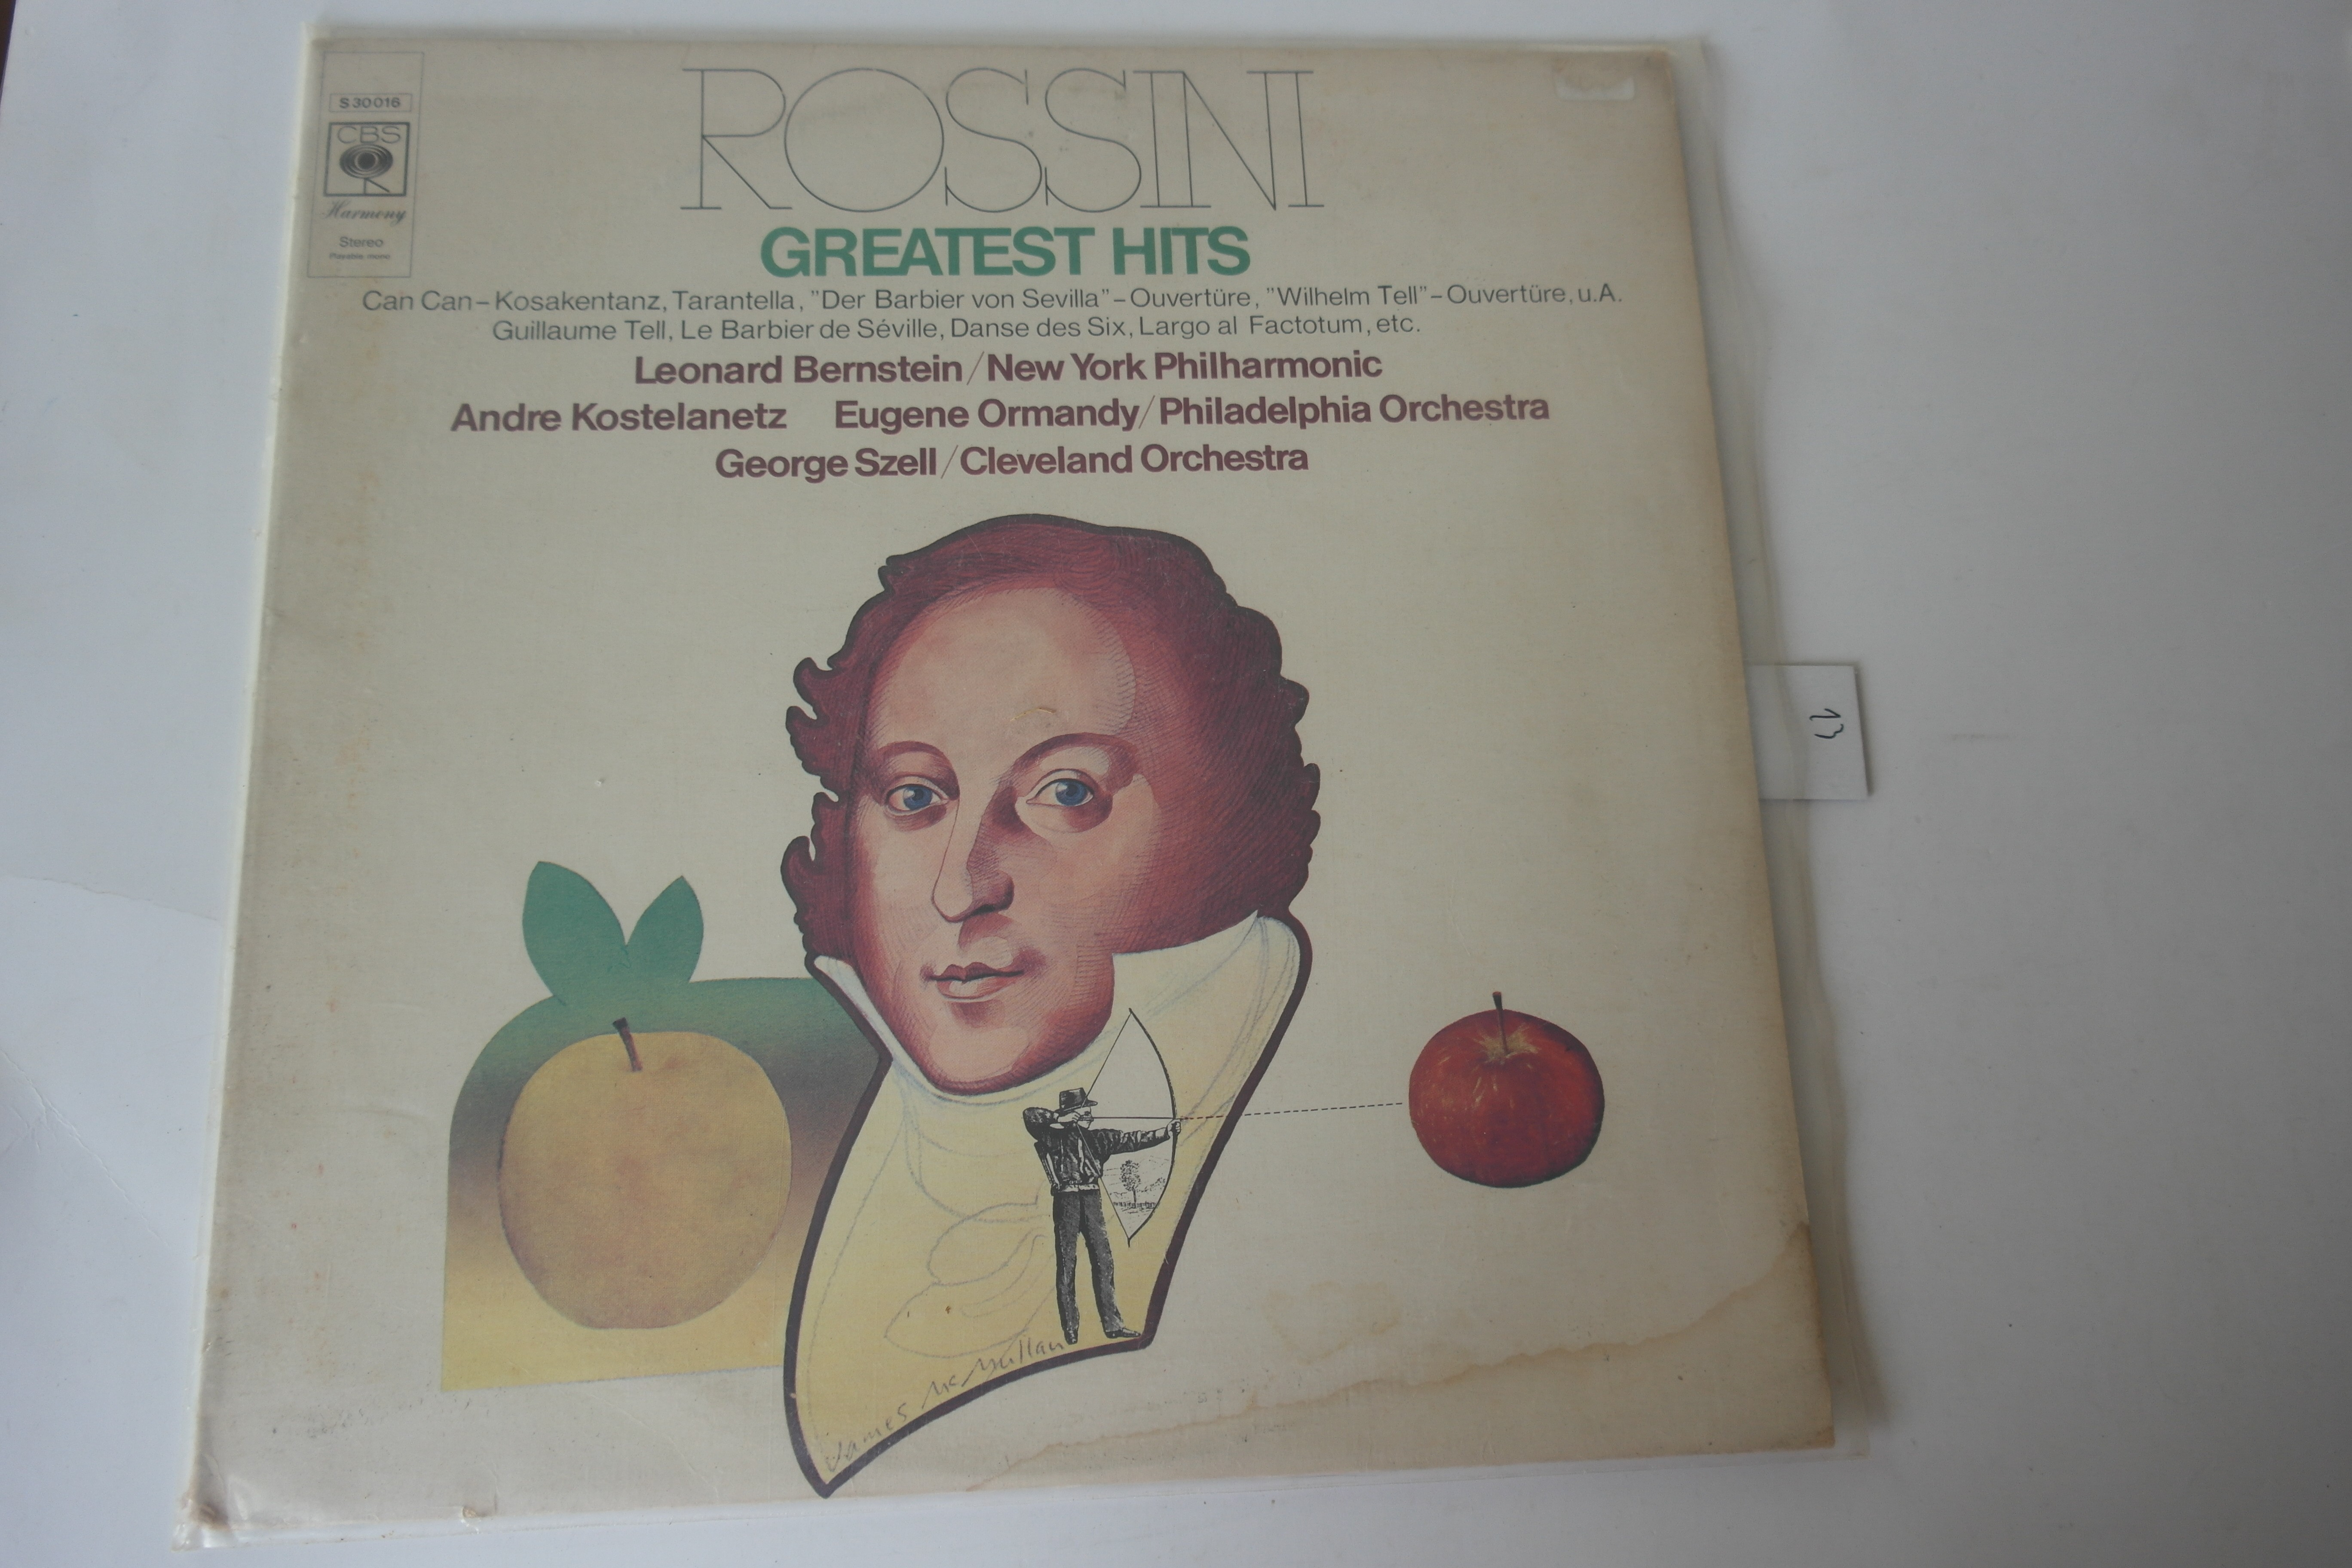 S 30016
CBS
Harmony
Stereo
Playable mono
ROSSINI
GREATEST HITS
Can Can–Kosakentanz, Tarantella, "Der Barbier von Sevilla"–Ouvertüre, "Wilhelm Tell"–Ouvertüre, u.A.
Guillaume Tell, Le Barbier de Séville, Danse des Six, Largo al Factotum, etc.
Leonard Bernstein/New York Philharmonic
Andre Kostelanetz Eugene Ormandy/Philadelphia Orchestra
George Szell/Cleveland Orchestra
James McMullan